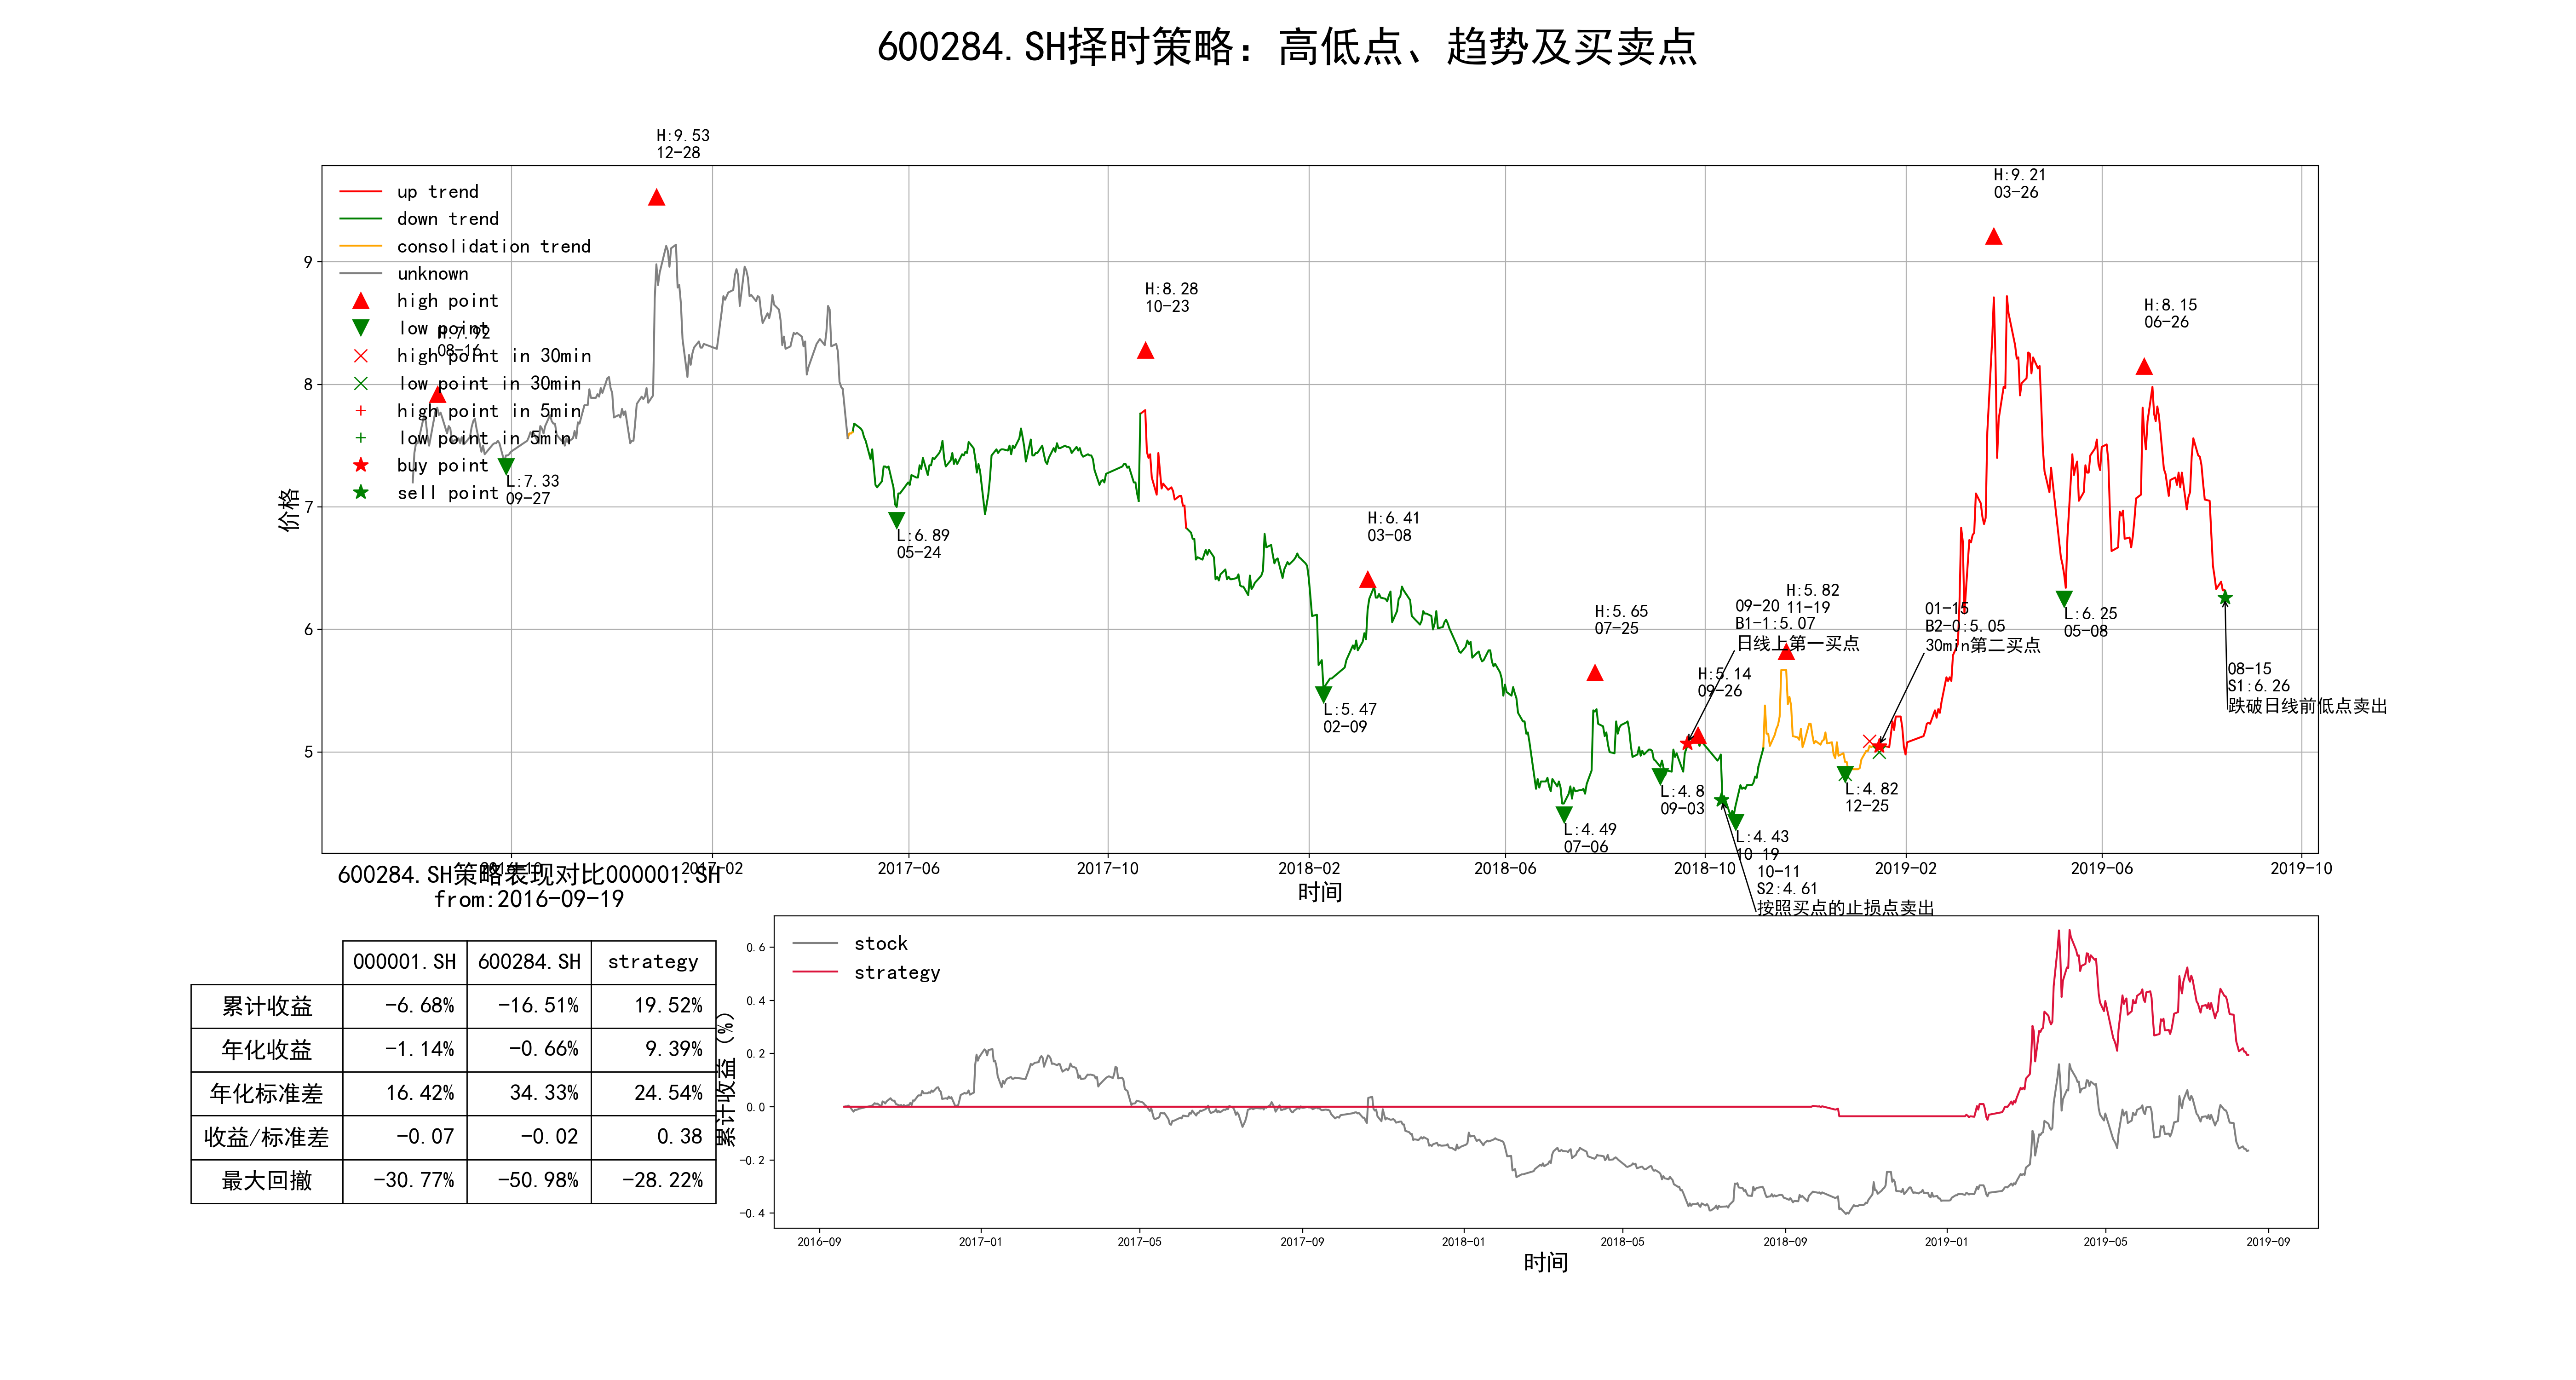 600284.SH择时策略：高低点、趋势及买卖点
H:9.53
12-28
H:9.21
03-26
up trend
down trend
consolidation trend
unknown
high point
low point
high point in 30min
low point in 30min
high point in 5min
low point in 5min
buy point
sell point
H:7.92
08-16
L:7.33
09-27
H:8.28
10-23
H:8.15
06-26
L:6.89
05-24
H:6.41
03-08
H:5.65
07-25
H:5.82
11-19
09-20
B1-1:5.07
日线上第一买点
01-15
B2-0:5.05
30min第二买点
L:6.25
05-08
H:5.14
09-26
08-15
S1:6.26
跌破日线前低点卖出
L:5.47
02-09
L:4.8
09-03
L:4.82
12-25
L:4.49
07-06
L:4.43
10-19
10-11
S2:4.61
按照买点的止损点卖出
价格
9
8
7
6
5
2016-10
2017-02
2017-06
2017-10
2018-02
2018-06
2018-10
2019-02
2019-06
2019-10
时间
600284.SH策略表现对比000001.SH
from:2016-09-19
000001.SH 600284.SH strategy
累计收益 -6.68% -16.51% 19.52%
年化收益 -1.14% -0.66% 9.39%
年化标准差 16.42% 34.33% 24.54%
收益/标准差 -0.07 -0.02 0.38
最大回撤 -30.77% -50.98% -28.22%
stock
strategy
累计收益（%）
0.6
0.4
0.2
0.0
-0.2
-0.4
2016-09
2017-01
2017-05
2017-09
2018-01
2018-05
2018-09
2019-01
2019-05
2019-09
时间